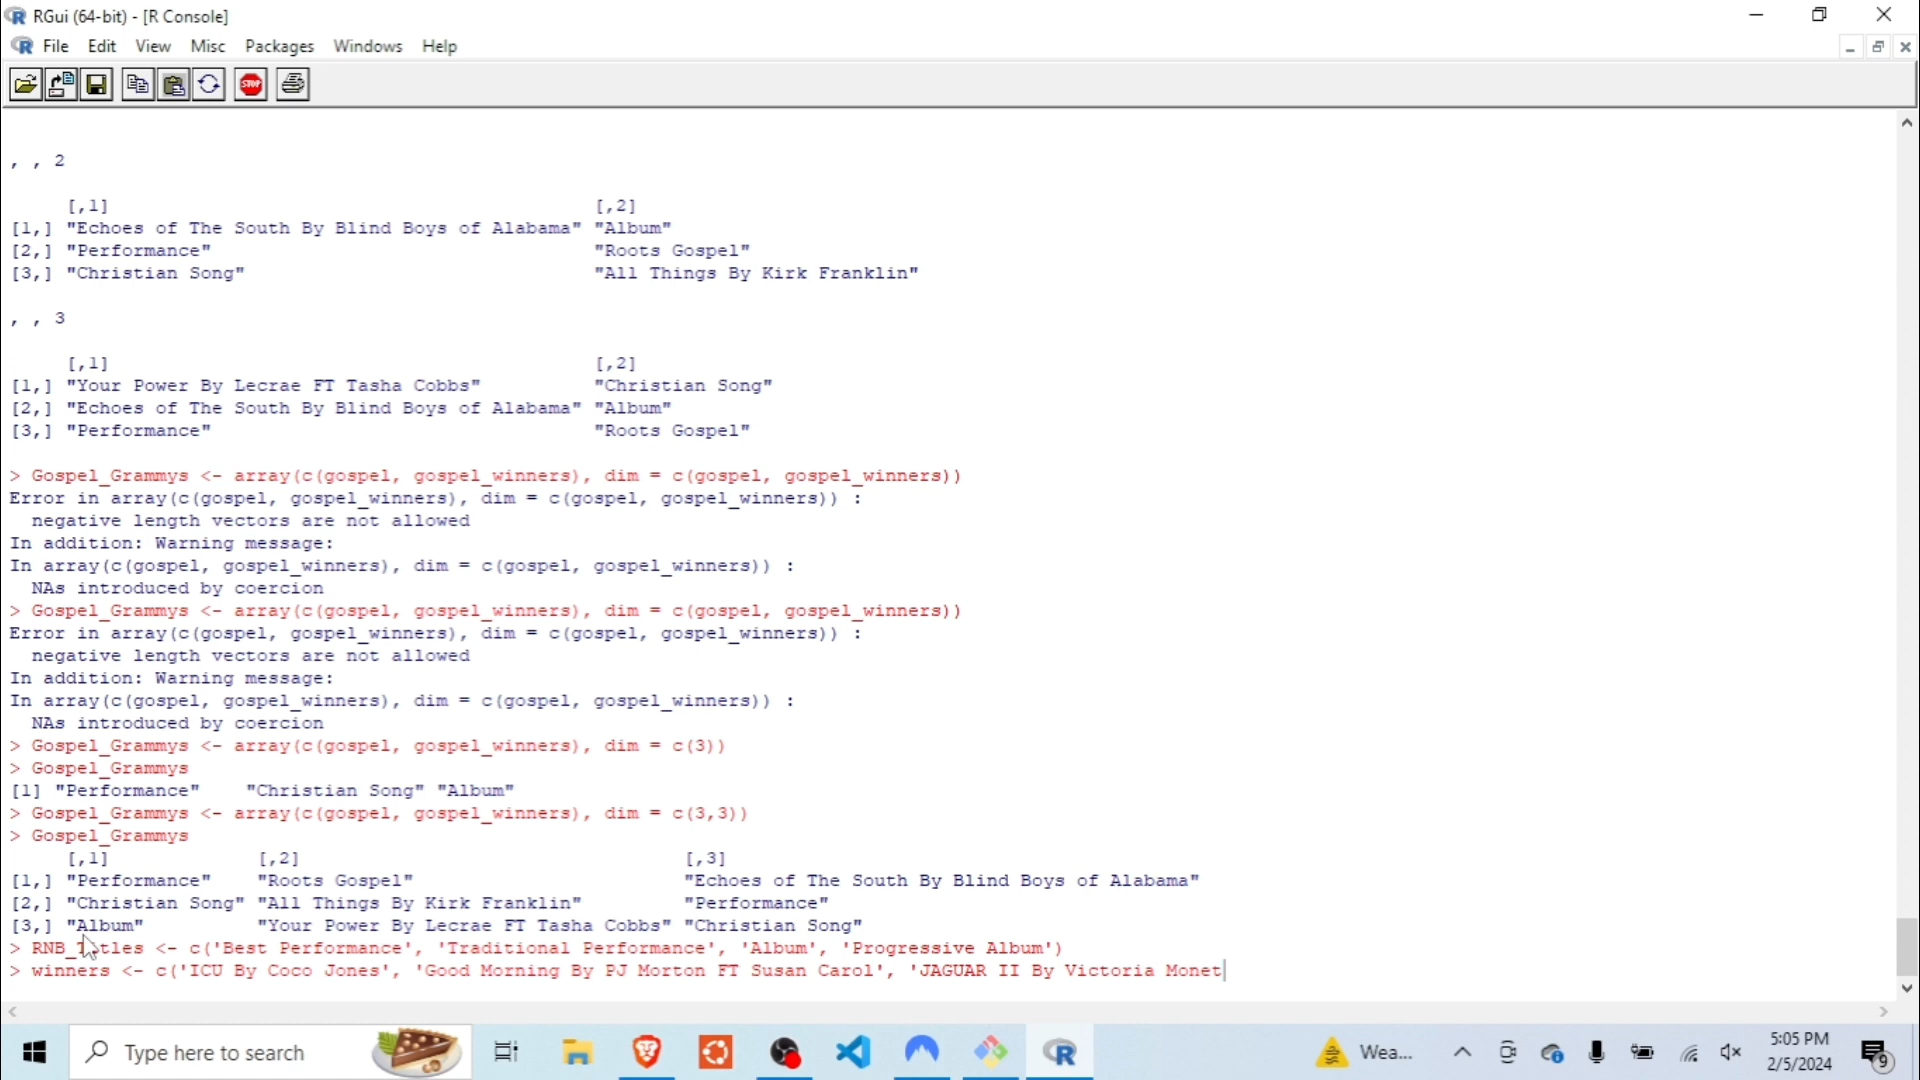 RGui (64-bit) - [R Console]
File Edit View Misc Packages Windows Help
STOP
, , 2
[,1] [,2]
[1,] "Echoes of The South By Blind Boys of Alabama" "Album"
[2,] "Performance" "Roots Gospel"
[3,] "Christian Song" "All Things By Kirk Franklin"
, , 3
[,1] [,2]
[1,] "Your Power By Lecrae FT Tasha Cobbs" "Christian Song"
[2,] "Echoes of The South By Blind Boys of Alabama" "Album"
[3,] "Performance" "Roots Gospel"
> Gospel_Grammys <- array(c(gospel, gospel_winners), dim = c(gospel, gospel_winners))
Error in array(c(gospel, gospel_winners), dim = c(gospel, gospel_winners)) :
negative length vectors are not allowed
In addition: Warning message:
In array(c(gospel, gospel_winners), dim = c(gospel, gospel_winners)) :
NAs introduced by coercion
> Gospel_Grammys <- array(c(gospel, gospel_winners), dim = c(gospel, gospel_winners))
Error in array(c(gospel, gospel_winners), dim = c(gospel, gospel_winners)) :
negative length vectors are not allowed
In addition: Warning message:
In array(c(gospel, gospel_winners), dim = c(gospel, gospel_winners)) :
NAs introduced by coercion
> Gospel_Grammys <- array(c(gospel, gospel_winners), dim = c(3))
> Gospel_Grammys
[1] "Performance" "Christian Song" "Album"
> Gospel_Grammys <- array(c(gospel, gospel_winners), dim = c(3,3))
> Gospel_Grammys
[,1] [,2] [,3]
[1,] "Performance" "Roots Gospel" "Echoes of The South By Blind Boys of Alabama"
[2,] "Christian Song" "All Things By Kirk Franklin" "Performance"
[3,] "Album" "Your Power By Lecrae FT Tasha Cobbs" "Christian Song"
> RNB_Titles <- c('Best Performance', 'Traditional Performance', 'Album', 'Progressive Album')
> winners <- c('ICU By Coco Jones', 'Good Morning By PJ Morton FT Susan Carol', 'JAGUAR II By Victoria Monet
Type here to search
Wea...
5:05 PM
2/5/2024
9